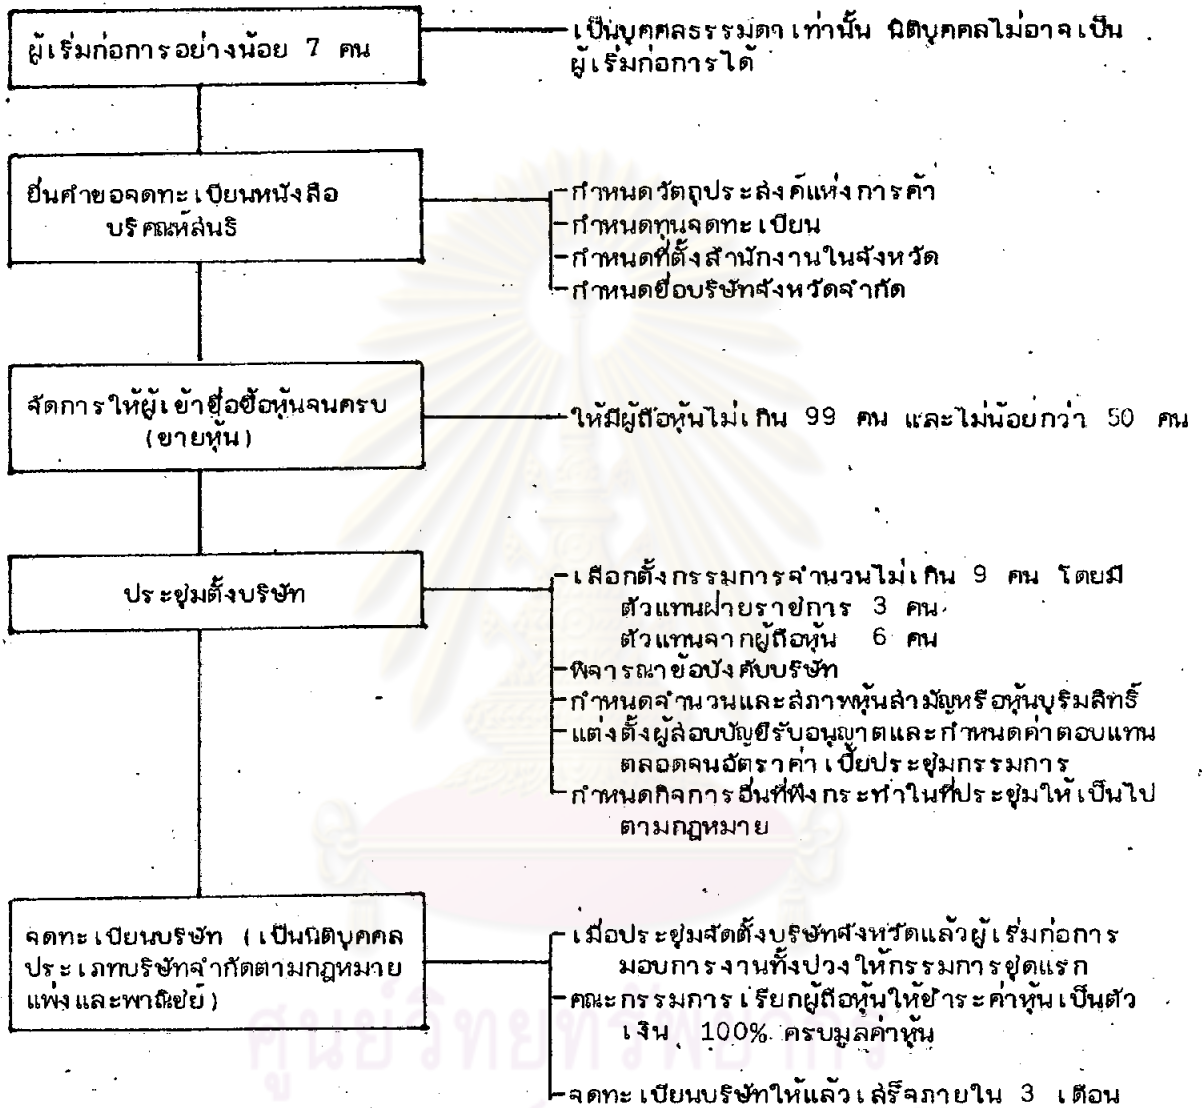 ผู้เริ่มก่อการอย่างน้อย 7 คน
เป็นบุคคลธรรมดาเท่านั้น นิติบุคคลไม่อาจเป็น
ผู้เริ่มก่อการได้
ยื่นคำขอจดทะเบียนหนังสือ
บริคณห์สนธิ
-กำหนดวัตถุประสงค์แห่งการค้า
-กำหนดทุนจดทะเบียน
-กำหนดที่ตั้งสำนักงานในจังหวัด
-กำหนดชื่อบริษัทจังหวัดจำกัด
จัดการให้ผู้เข้าชื่อซื้อหุ้นจนครบ
(ขายหุ้น)
ให้มีผู้ถือหุ้นไม่เกิน 99 คน และไม่น้อยกว่า 50 คน
ประชุมตั้งบริษัท
-เลือกตั้งกรรมการจำนวนไม่เกิน 9 คน โดยมี
ตัวแทนฝ่ายราชการ 3 คน
ตัวแทนจากผู้ถือหุ้น 6 คน
-พิจารณาข้อบังคับบริษัท
-กำหนดจำนวนและสภาพหุ้นสามัญหรือหุ้นบุริมสิทธิ์
-แต่งตั้งผู้สอบบัญชีรับอนุญาตและกำหนดค่าตอบแทน
ตลอดจนอัตราค่าเบี้ยประชุมกรรมการ
-กำหนดกิจการอื่นที่พึงกระทำในที่ประชุมให้เป็นไป
ตามกฎหมาย
จดทะเบียนบริษัท (เป็นนิติบุคคล
ประเภทบริษัทจำกัดตามกฎหมาย
แพ่งและพาณิชย์)
-เมื่อประชุมจัดตั้งบริษัทจังหวัดแล้วผู้เริ่มก่อการ
มอบการงานทั้งปวงให้กรรมการชุดแรก
-คณะกรรมการเรียกผู้ถือหุ้นให้ชำระค่าหุ้นเป็นตัว
เงิน 100% ครบมูลค่าหุ้น
-จดทะเบียนบริษัทให้แล้วเสร็จภายใน 3 เดือน
ศูนย์วิทยทรัพยากร